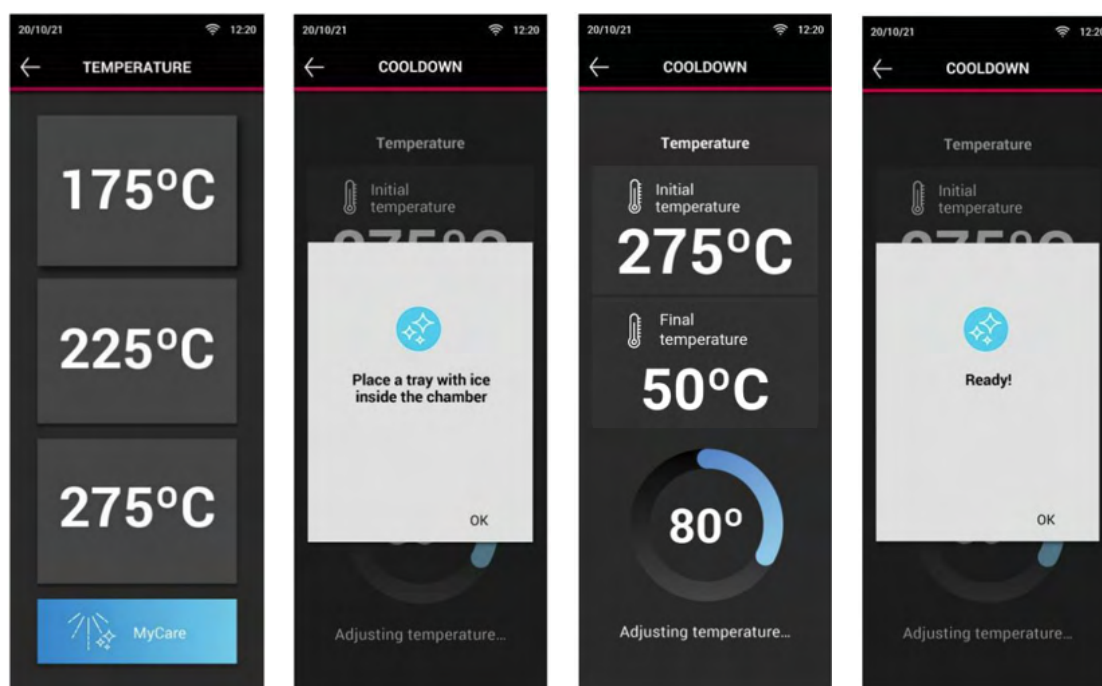 20/10/21 12:20
TEMPERATURE
175ºC
225ºC
275ºC
MyCare
20/10/21 12:20
COOLDOWN
Temperature
Initial
temperature
Place a tray with ice
inside the chamber
OK
Adjusting temperature...
20/10/21 12:20
COOLDOWN
Temperature
Initial
temperature
275ºC
Final
temperature
50ºC
80º
Adjusting temperature...
20/10/21 12:20
COOLDOWN
Temperature
Initial
temperature
Ready!
OK
Adjusting temperature...